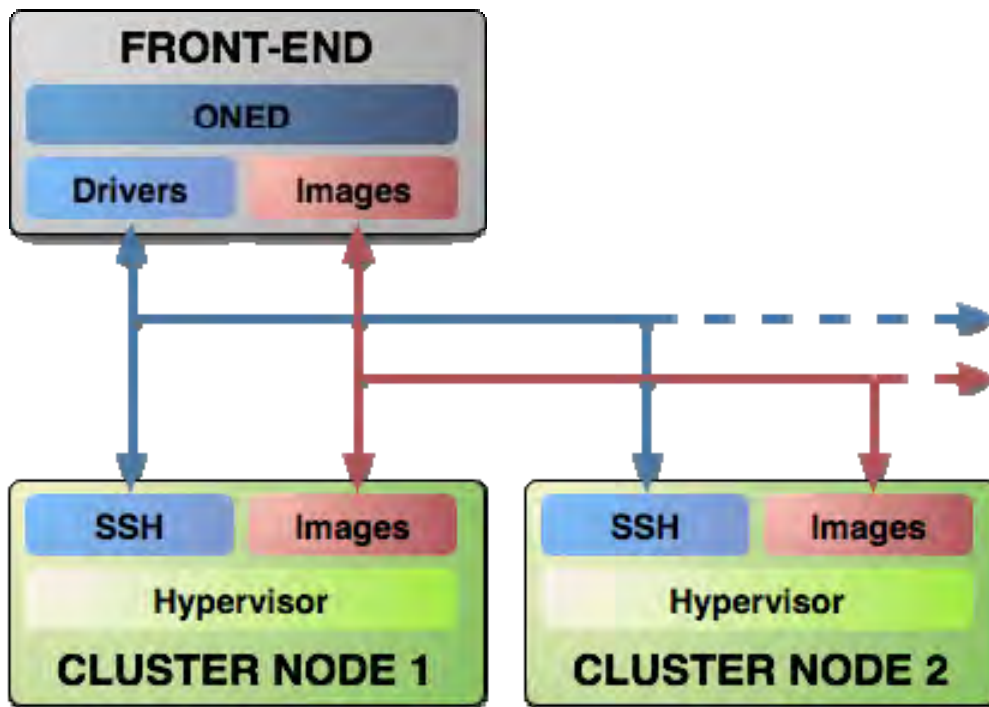 FRONT-END
ONED
Drivers Images
SSH Images
Hypervisor
CLUSTER NODE 1
SSH Images
Hypervisor
CLUSTER NODE 2